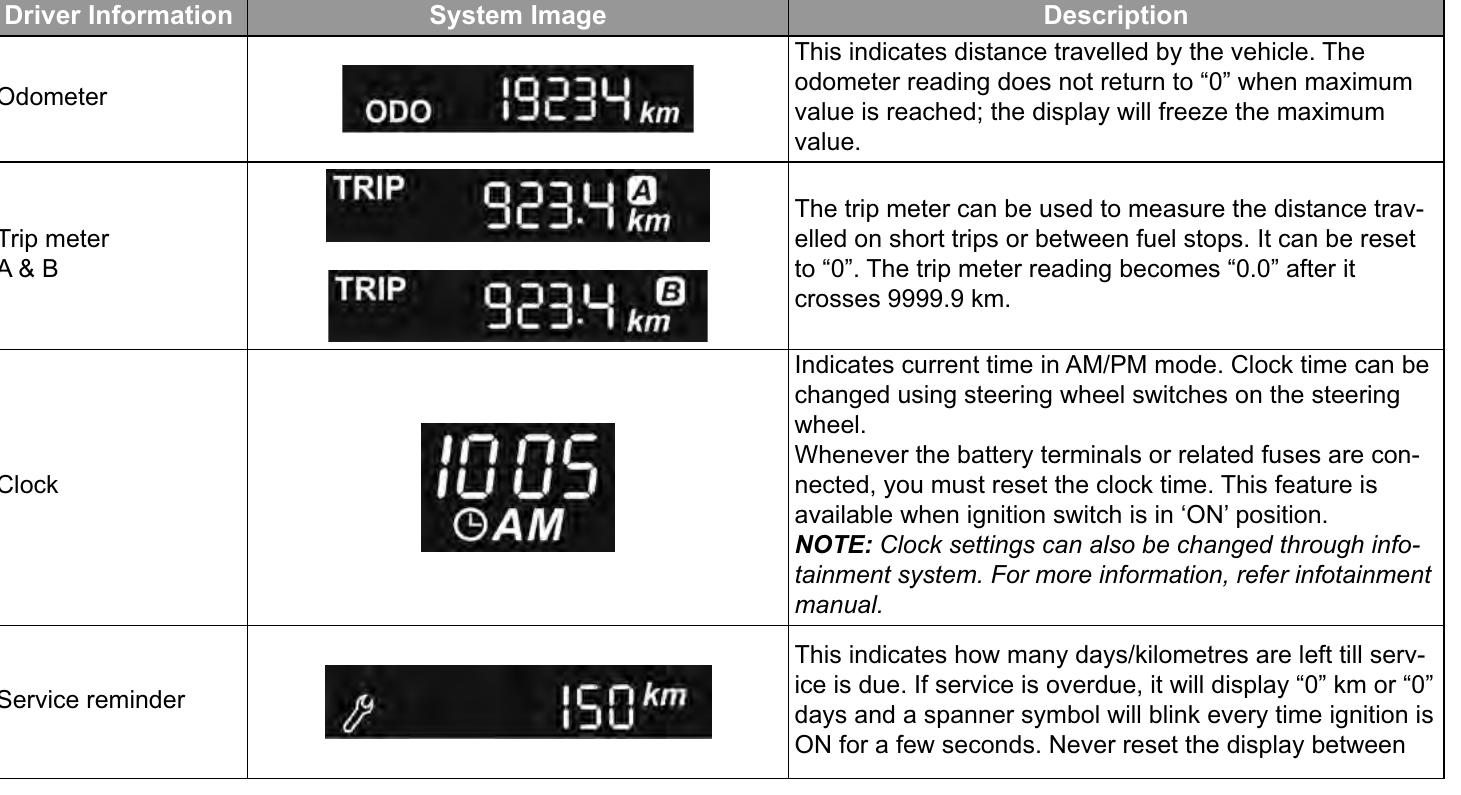 Driver Information
System Image
Description
Odometer
ODO 19234 km
This indicates distance travelled by the vehicle. The
odometer reading does not return to “0” when maximum
value is reached; the display will freeze the maximum
value.
Trip meter
A & B
TRIP 923.4 A km
TRIP 923.4 B km
The trip meter can be used to measure the distance trav-
elled on short trips or between fuel stops. It can be reset
to “0”. The trip meter reading becomes “0.0” after it
crosses 9999.9 km.
Clock
10 05
AM
Indicates current time in AM/PM mode. Clock time can be
changed using steering wheel switches on the steering
wheel.
Whenever the battery terminals or related fuses are con-
nected, you must reset the clock time. This feature is
available when ignition switch is in ‘ON’ position.
NOTE: Clock settings can also be changed through info-
tainment system. For more information, refer infotainment
manual.
Service reminder
150 km
This indicates how many days/kilometres are left till serv-
ice is due. If service is overdue, it will display “0” km or “0”
days and a spanner symbol will blink every time ignition is
ON for a few seconds. Never reset the display between